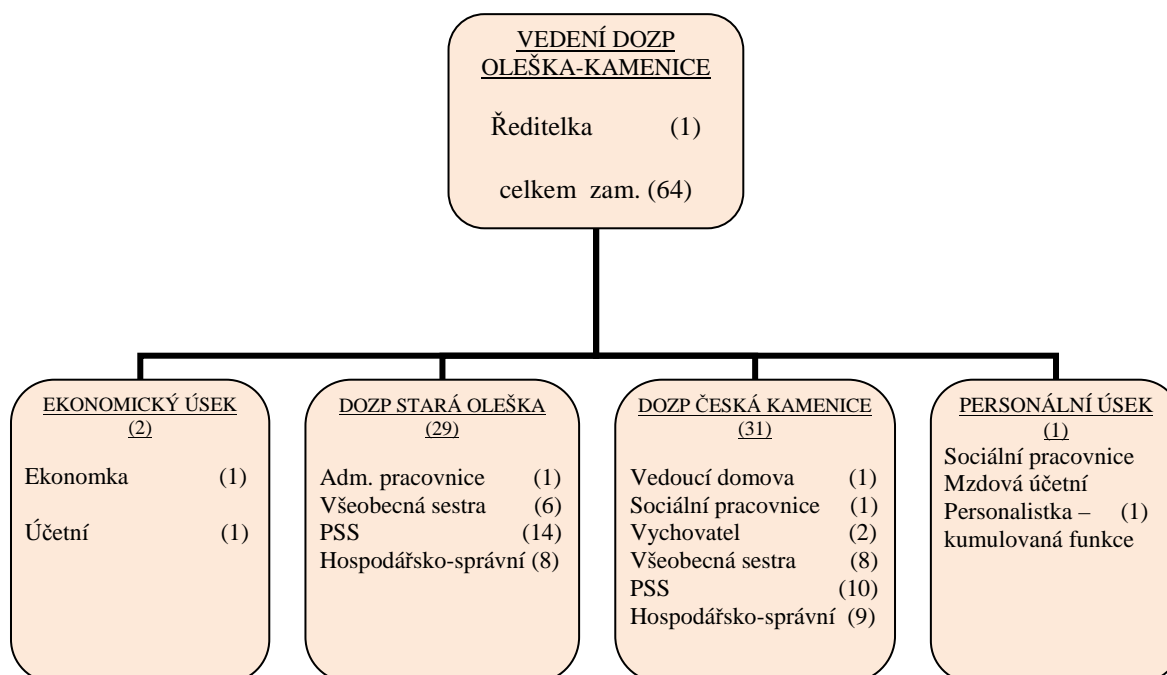 VEDENÍ DOZP
OLEŠKA-KAMENICE
Ředitelka (1)
celkem zam. (64)
EKONOMICKÝ ÚSEK
(2)
Ekonomka (1)
Účetní (1)
DOZP STARÁ OLEŠKA
(29)
Adm. pracovnice (1)
Všeobecná sestra (6)
PSS (14)
Hospodářsko-správní (8)
DOZP ČESKÁ KAMENICE
(31)
Vedoucí domova (1)
Sociální pracovnice (1)
Vychovatel (2)
Všeobecná sestra (8)
PSS (10)
Hospodářsko-správní (9)
PERSONÁLNÍ ÚSEK
(1)
Sociální pracovnice
Mzdová účetní
Personalistka – (1)
kumulovaná funkce